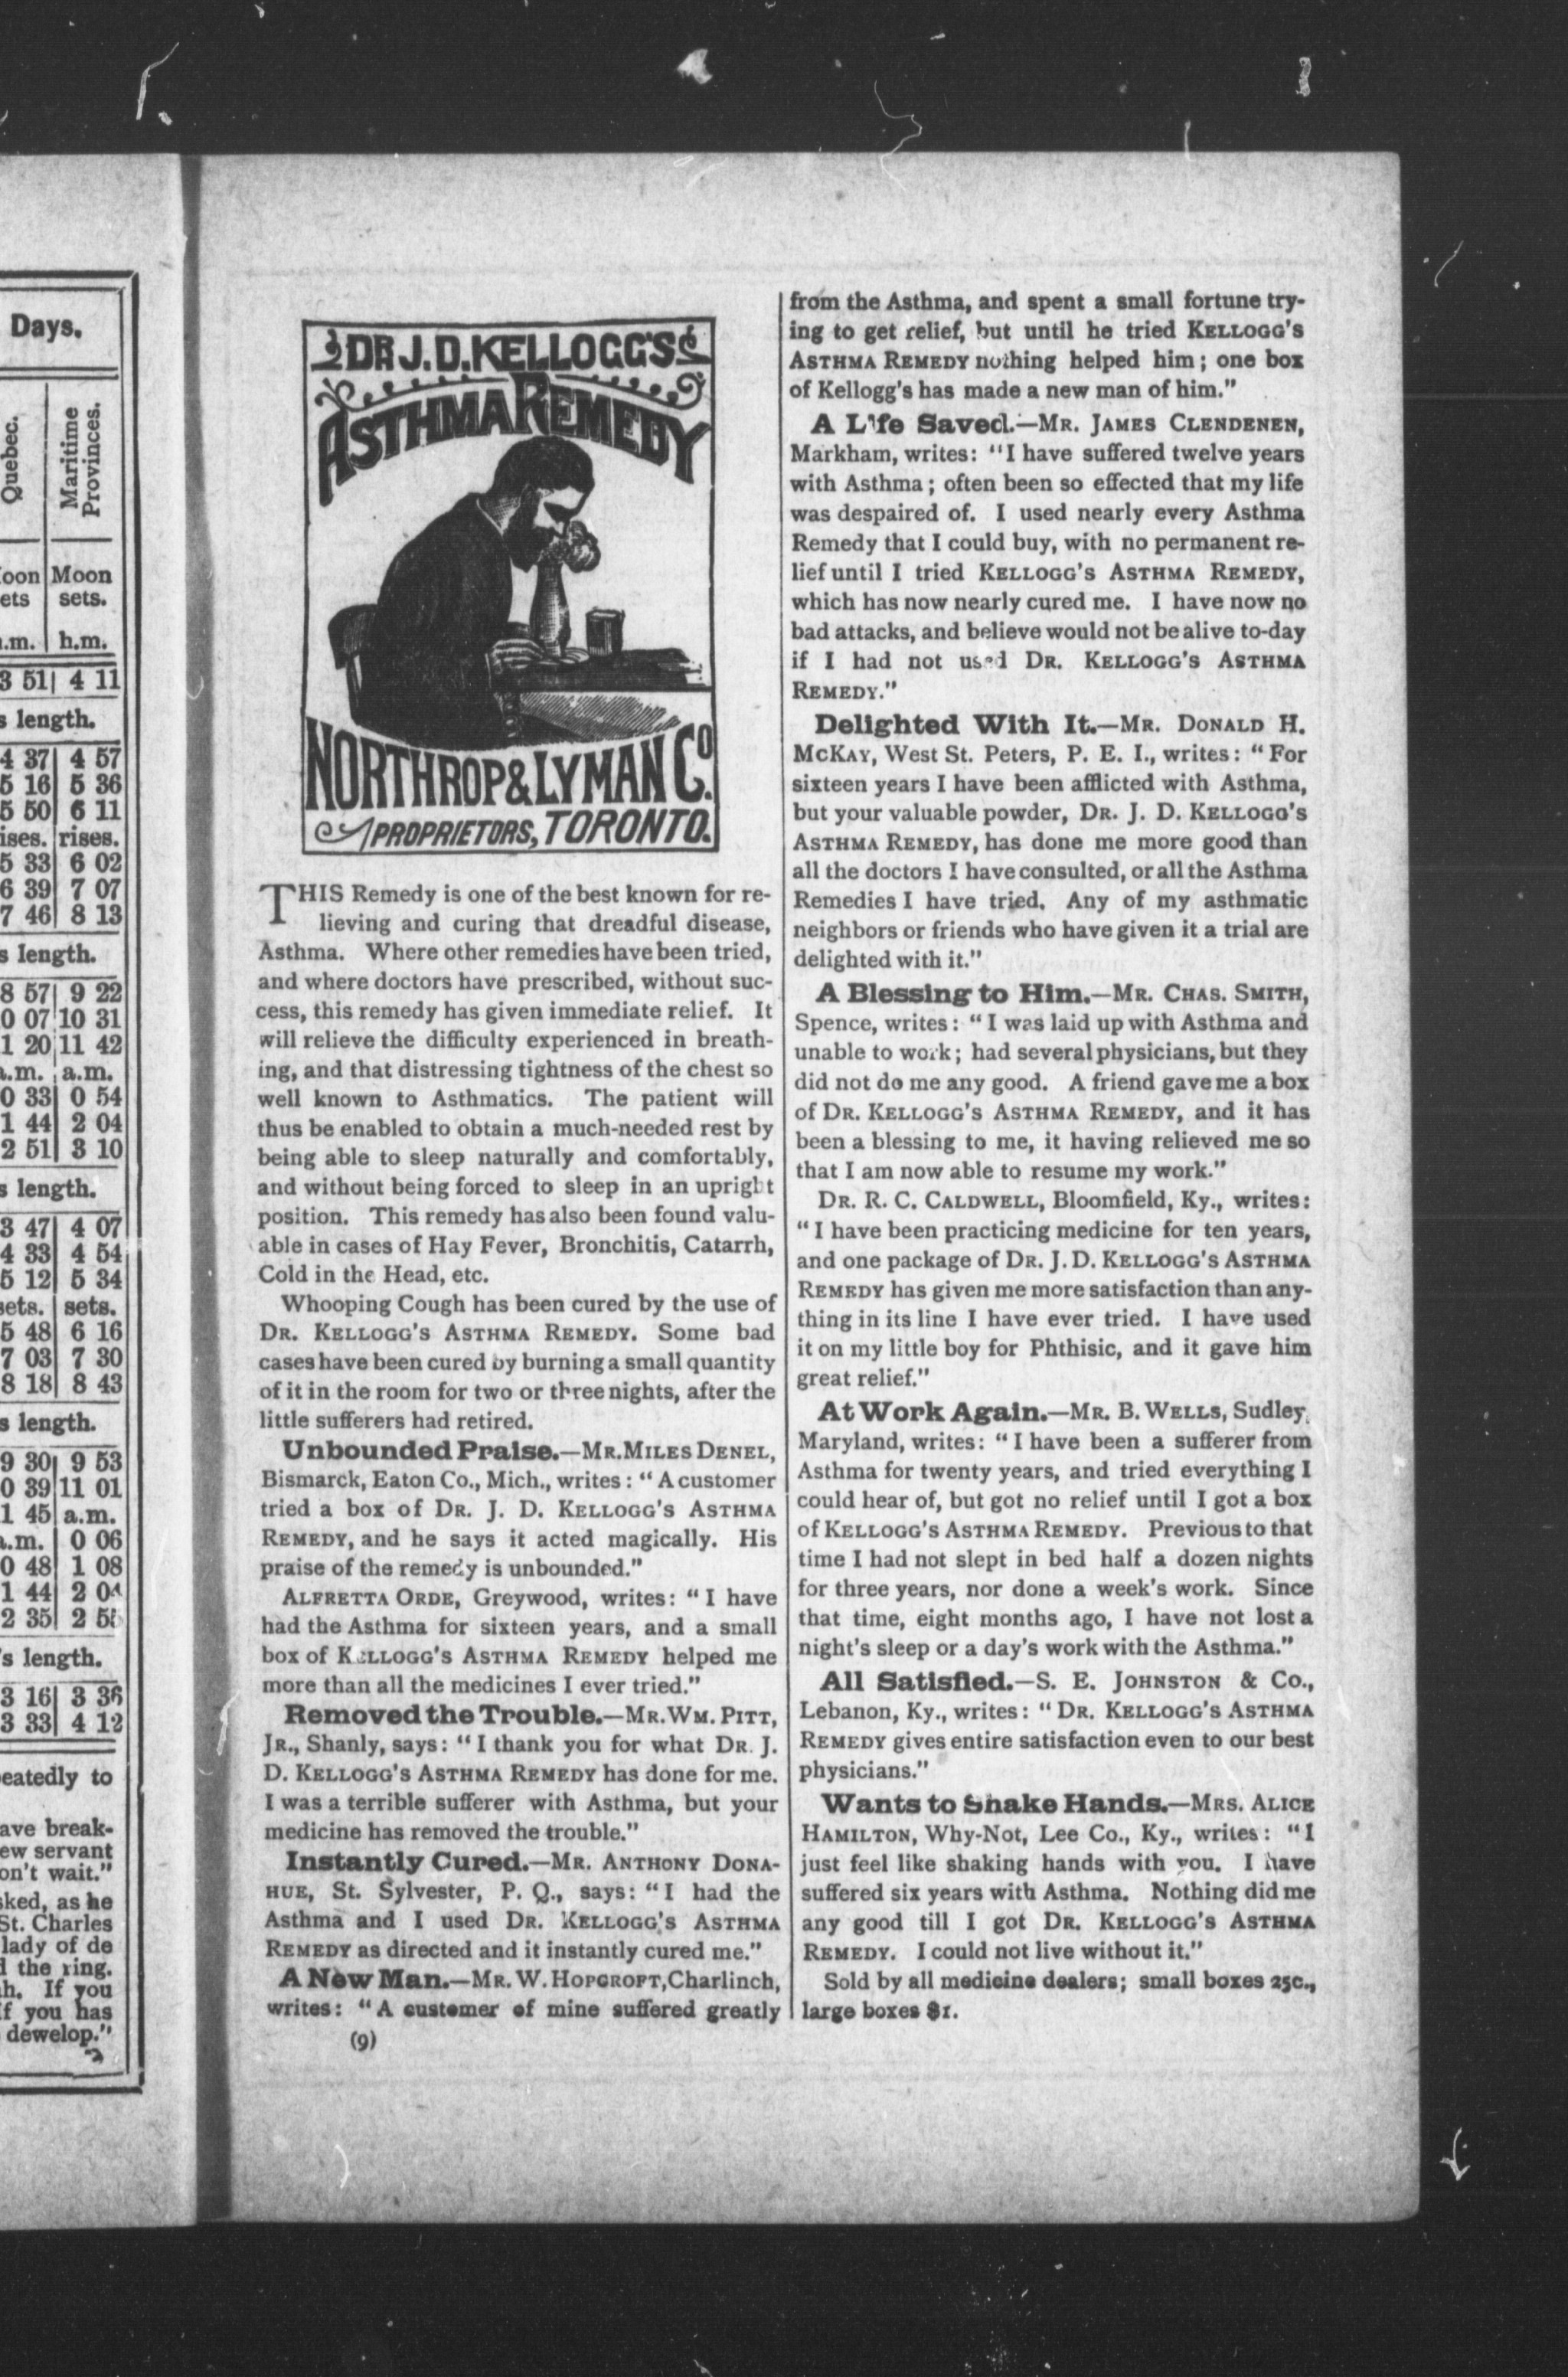 Days.
Quebec.
Maritime
Provinces.
oon Moon
ets sets.
.m. h.m.
3 51 4 11
s length.
4 37 4 57
5 16 5 36
5 50 6 11
ises. rises.
5 33 6 02
6 39 7 07
7 46 8 13
s length.
8 57 9 22
0 07 10 31
1 20 11 42
.m. a.m.
0 33 0 54
1 44 2 04
2 51 3 10
s length.
3 47 4 07
4 33 4 54
5 12 5 34
sets. sets.
5 48 6 16
7 03 7 30
8 18 8 43
s length.
9 30 9 53
0 39 11 01
1 45 a.m.
.m. 0 06
0 48 1 08
1 44 2 04
2 35 2 55
's length.
3 16 3 36
3 33 4 12
eatedly to
ave break-
ew servant
on't wait."
sked, as he
St. Charles
lady of de
d the ring.
h. If you
f you has
dewelop."
DR J. D. KELLOGG'S
ASTHMA REMEDY
NORTHROP & LYMAN Co.
PROPRIETORS, TORONTO.
THIS Remedy is one of the best known for re-
lieving and curing that dreadful disease,
Asthma. Where other remedies have been tried,
and where doctors have prescribed, without suc-
cess, this remedy has given immediate relief. It
will relieve the difficulty experienced in breath-
ing, and that distressing tightness of the chest so
well known to Asthmatics. The patient will
thus be enabled to obtain a much-needed rest by
being able to sleep naturally and comfortably,
and without being forced to sleep in an upright
position. This remedy has also been found valu-
able in cases of Hay Fever, Bronchitis, Catarrh,
Cold in the Head, etc.
Whooping Cough has been cured by the use of
DR. KELLOGG'S ASTHMA REMEDY. Some bad
cases have been cured by burning a small quantity
of it in the room for two or three nights, after the
little sufferers had retired.
Unbounded Praise.—MR. MILES DENEL,
Bismarck, Eaton Co., Mich., writes: "A customer
tried a box of DR. J. D. KELLOGG'S ASTHMA
REMEDY, and he says it acted magically. His
praise of the remedy is unbounded."
ALFRETTA ORDE, Greywood, writes: "I have
had the Asthma for sixteen years, and a small
box of KELLOGG'S ASTHMA REMEDY helped me
more than all the medicines I ever tried."
Removed the Trouble.—MR. WM. PITT,
JR., Shanly, says: "I thank you for what DR. J.
D. KELLOGG'S ASTHMA REMEDY has done for me.
I was a terrible sufferer with Asthma, but your
medicine has removed the trouble."
Instantly Cured.—MR. ANTHONY DONA-
HUE, St. Sylvester, P. Q., says: "I had the
Asthma and I used DR. KELLOGG'S ASTHMA
REMEDY as directed and it instantly cured me."
A New Man.—MR. W. HOPCROFT, Charlinch,
writes: "A customer of mine suffered greatly
(9)
from the Asthma, and spent a small fortune try-
ing to get relief, but until he tried KELLOGG'S
ASTHMA REMEDY nothing helped him; one box
of Kellogg's has made a new man of him."
A Life Saved.—MR. JAMES CLENDENEN,
Markham, writes: "I have suffered twelve years
with Asthma; often been so effected that my life
was despaired of. I used nearly every Asthma
Remedy that I could buy, with no permanent re-
lief until I tried KELLOGG'S ASTHMA REMEDY,
which has now nearly cured me. I have now no
bad attacks, and believe would not be alive to-day
if I had not used DR. KELLOGG'S ASTHMA
REMEDY."
Delighted With It.—MR. DONALD H.
MCKAY, West St. Peters, P. E. I., writes: "For
sixteen years I have been afflicted with Asthma,
but your valuable powder, DR. J. D. KELLOGG'S
ASTHMA REMEDY, has done me more good than
all the doctors I have consulted, or all the Asthma
Remedies I have tried. Any of my asthmatic
neighbors or friends who have given it a trial are
delighted with it."
A Blessing to Him.—MR. CHAS. SMITH,
Spence, writes: "I was laid up with Asthma and
unable to work; had several physicians, but they
did not do me any good. A friend gave me a box
of DR. KELLOGG'S ASTHMA REMEDY, and it has
been a blessing to me, it having relieved me so
that I am now able to resume my work."
DR. R. C. CALDWELL, Bloomfield, Ky., writes:
"I have been practicing medicine for ten years,
and one package of DR. J. D. KELLOGG'S ASTHMA
REMEDY has given me more satisfaction than any-
thing in its line I have ever tried. I have used
it on my little boy for Phthisic, and it gave him
great relief."
At Work Again.—MR. B. WELLS, Sudley,
Maryland, writes: "I have been a sufferer from
Asthma for twenty years, and tried everything I
could hear of, but got no relief until I got a box
of KELLOGG'S ASTHMA REMEDY. Previous to that
time I had not slept in bed half a dozen nights
for three years, nor done a week's work. Since
that time, eight months ago, I have not lost a
night's sleep or a day's work with the Asthma."
All Satisfied.—S. E. JOHNSTON & CO.,
Lebanon, Ky., writes: "DR. KELLOGG'S ASTHMA
REMEDY gives entire satisfaction even to our best
physicians."
Wants to Shake Hands.—MRS. ALICE
HAMILTON, Why-Not, Lee Co., Ky., writes: "I
just feel like shaking hands with you. I have
suffered six years with Asthma. Nothing did me
any good till I got DR. KELLOGG'S ASTHMA
REMEDY. I could not live without it."
Sold by all medicine dealers; small boxes 25c.,
large boxes $1.